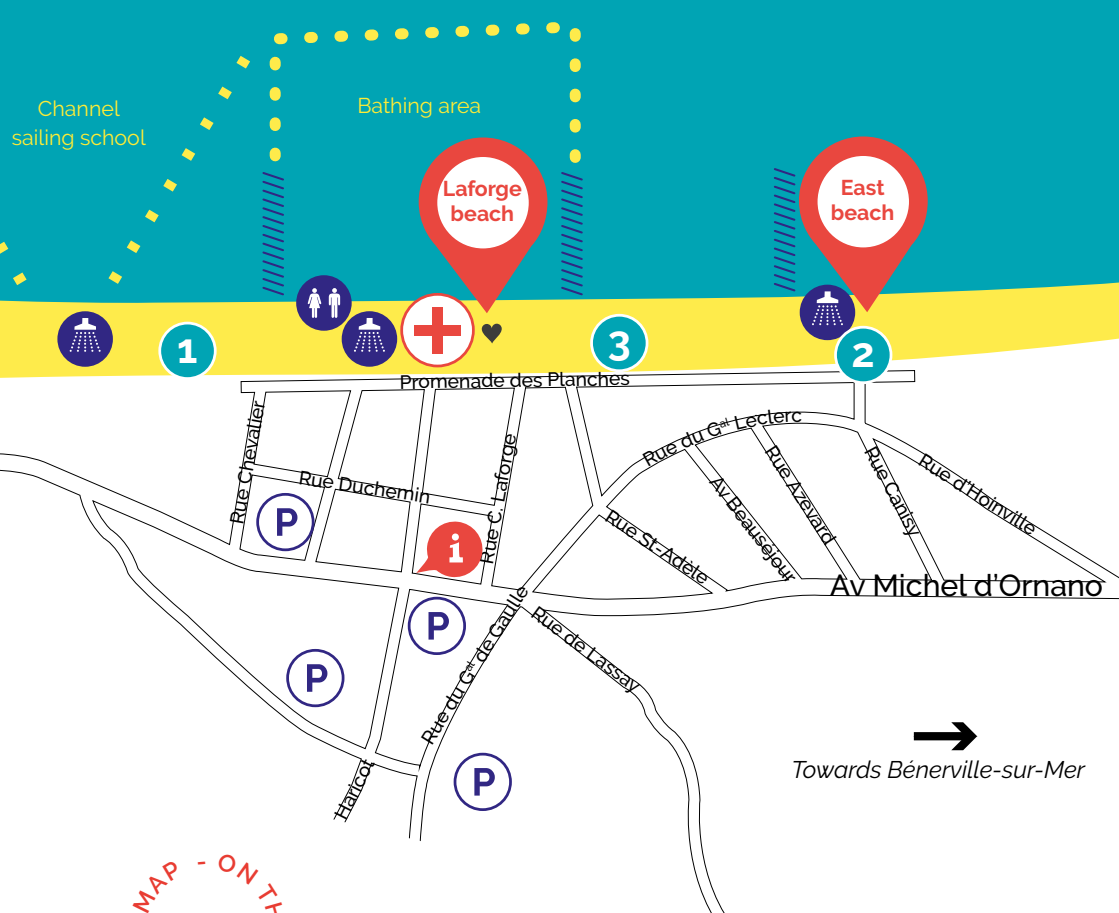 Channel
sailing school
Bathing area
Laforge
beach
East
beach
1
3
2
Promenade des Planches
Rue Chevalier
Rue Duchemin
Rue C. Laforge
Rue du Gal Leclerc
Rue d'Hoinville
Rue Canisy
Rue Azevard
Av Beauséjour
Rue St-Adèle
P
i
Av Michel d'Ornano
P
Rue du Gal de Gaulle
Rue de Lassay
P
P
Haricot
Towards Bénerville-sur-Mer
MAP - ON TH